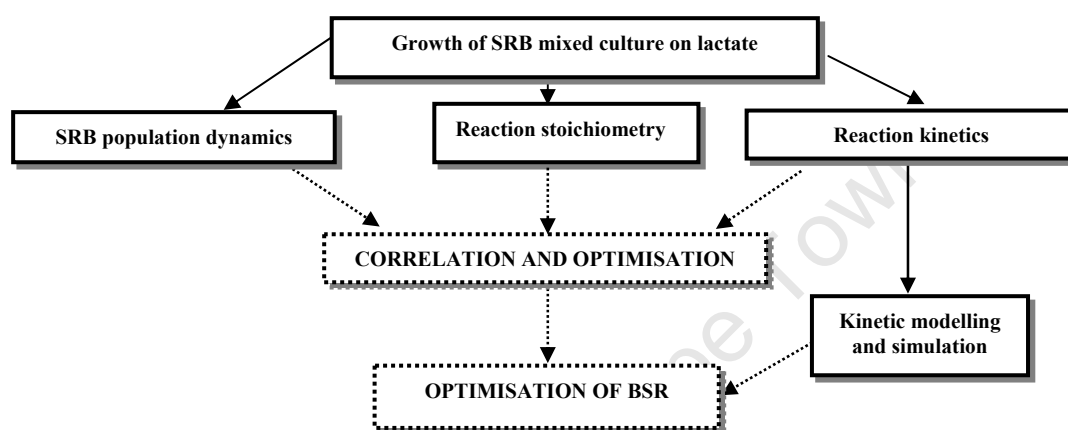 Growth of SRB mixed culture on lactate
SRB population dynamics
Reaction stoichiometry
Reaction kinetics
CORRELATION AND OPTIMISATION
Kinetic modelling
and simulation
OPTIMISATION OF BSR